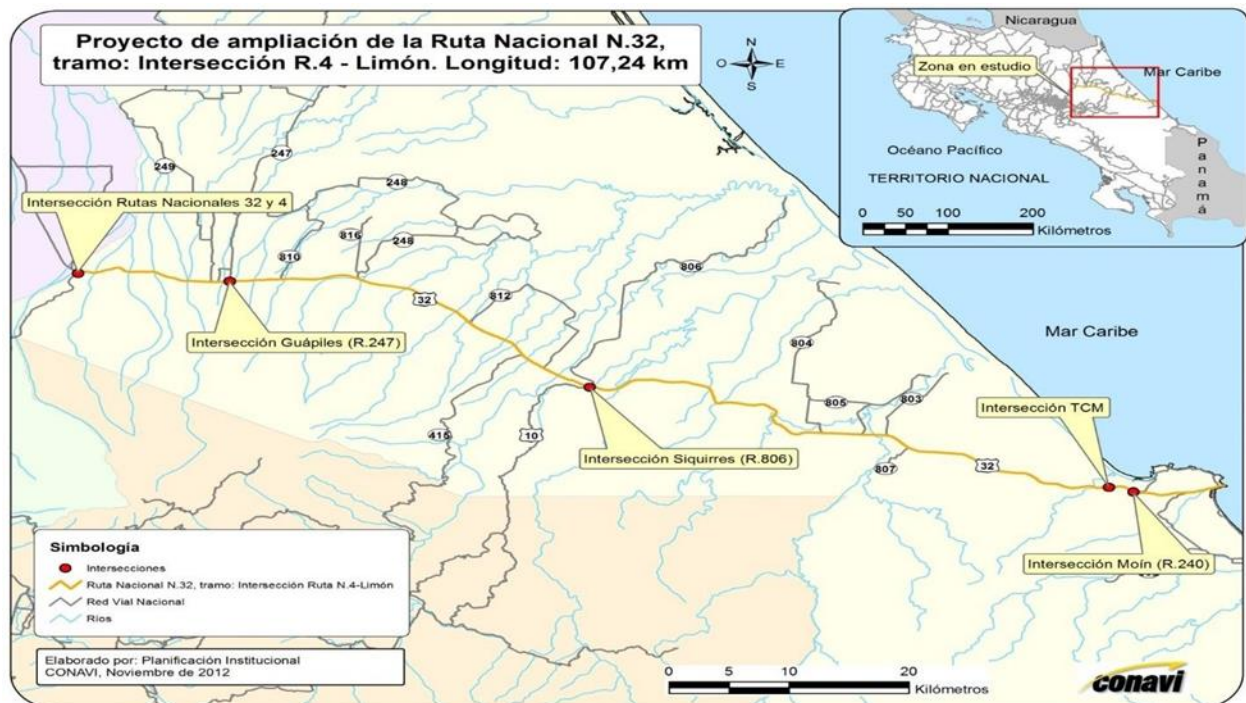 Proyecto de ampliación de la Ruta Nacional N.32,
tramo: Intersección R.4 - Limón. Longitud: 107,24 km
N
O
E
S
Nicaragua
Zona en estudio
Mar Caribe
Océano Pacífico
TERRITORIO NACIONAL
Panamá
0 50 100 200
Kilómetros
249
247
248
Intersección Rutas Nacionales 32 y 4
816
248
810
806
32
812
Mar Caribe
Intersección Guápiles (R.247)
804
Intersección TCM
805
803
415
10
Intersección Siquirres (R.806)
807
32
Simbología
Intersecciones
Ruta Nacional N.32, tramo: Intersección Ruta N.4-Limón
Red Vial Nacional
Ríos
Intersección Moín (R.240)
Elaborado por: Planificación Institucional
CONAVI, Noviembre de 2012
0 5 10 20
Kilómetros
conavi